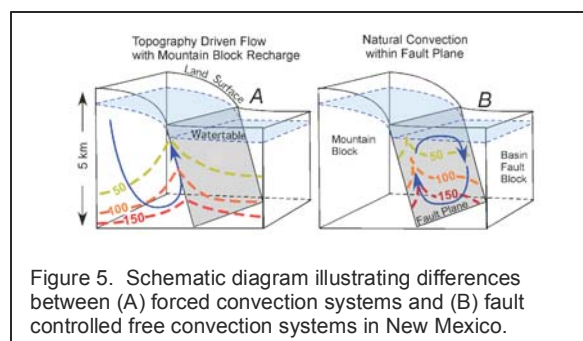 Topography Driven Flow
with Mountain Block Recharge
Natural Convection
within Fault Plane
Land Surface
A
B
Watertable
Mountain
Block
Basin
Fault
Block
5 km
50
100
150
50
100
150
Fault Plane
Figure 5. Schematic diagram illustrating differences
between (A) forced convection systems and (B) fault
controlled free convection systems in New Mexico.